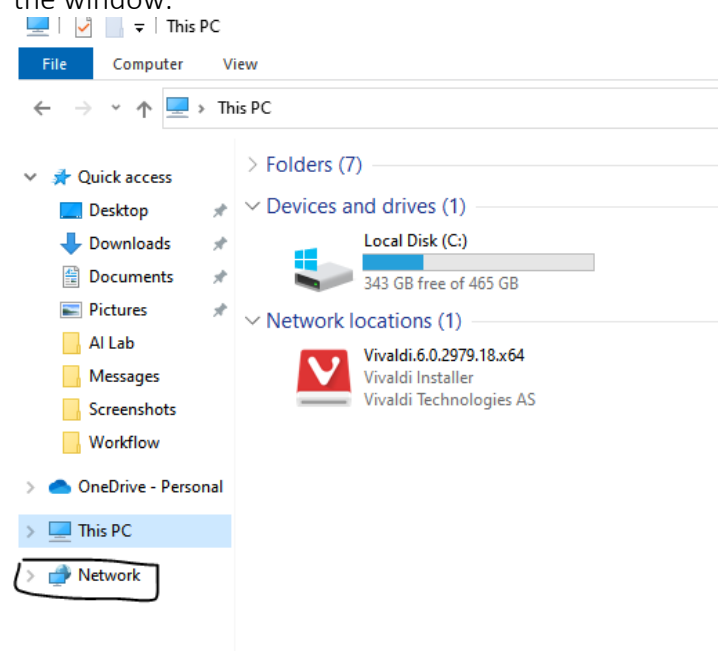 the window.
This PC
File Computer View
This PC
Quick access
Desktop
Downloads
Documents
Pictures
AI Lab
Messages
Screenshots
Workflow
OneDrive - Personal
This PC
Network
Folders (7)
Devices and drives (1)
Local Disk (C:)
343 GB free of 465 GB
Network locations (1)
Vivaldi.6.0.2979.18.x64
Vivaldi Installer
Vivaldi Technologies AS